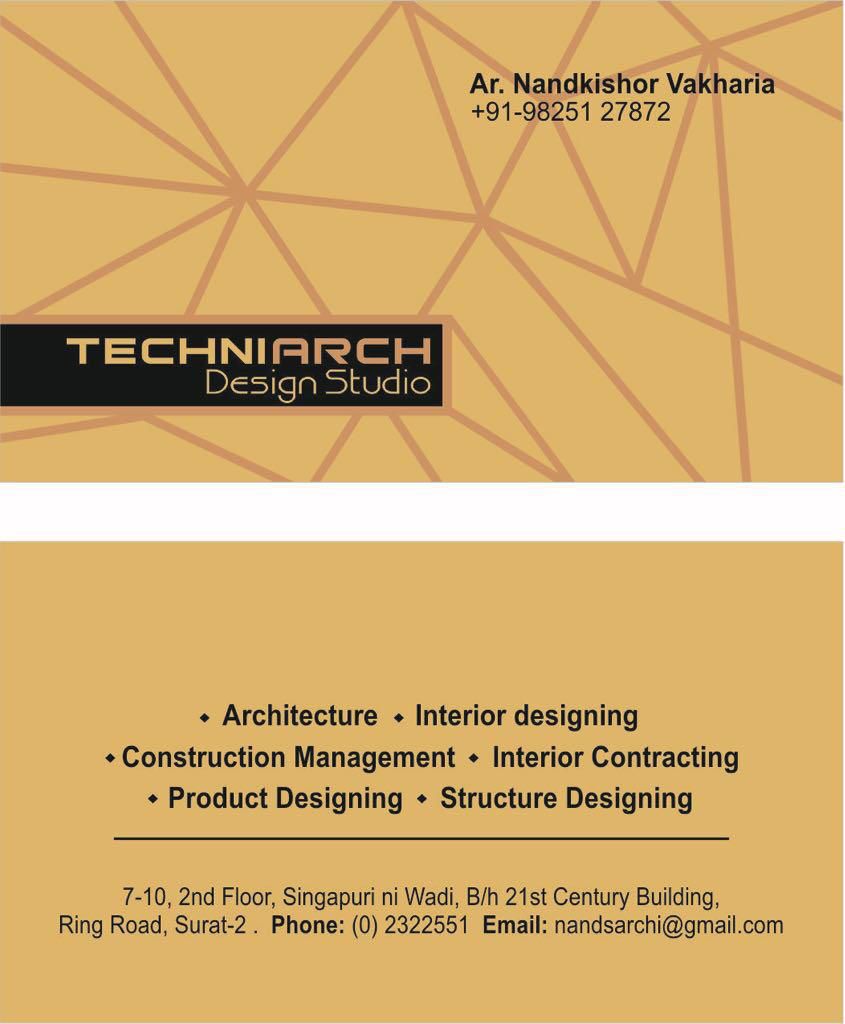 Ar. Nandkishor Vakharia
+91-98251 27872
TECHNIARCH
Design Studio
◆ Architecture ◆ Interior designing
◆ Construction Management ◆ Interior Contracting
◆ Product Designing ◆ Structure Designing
7-10, 2nd Floor, Singapuri ni Wadi, B/h 21st Century Building,
Ring Road, Surat-2 . Phone: (0) 2322551 Email: nandsarchi@gmail.com